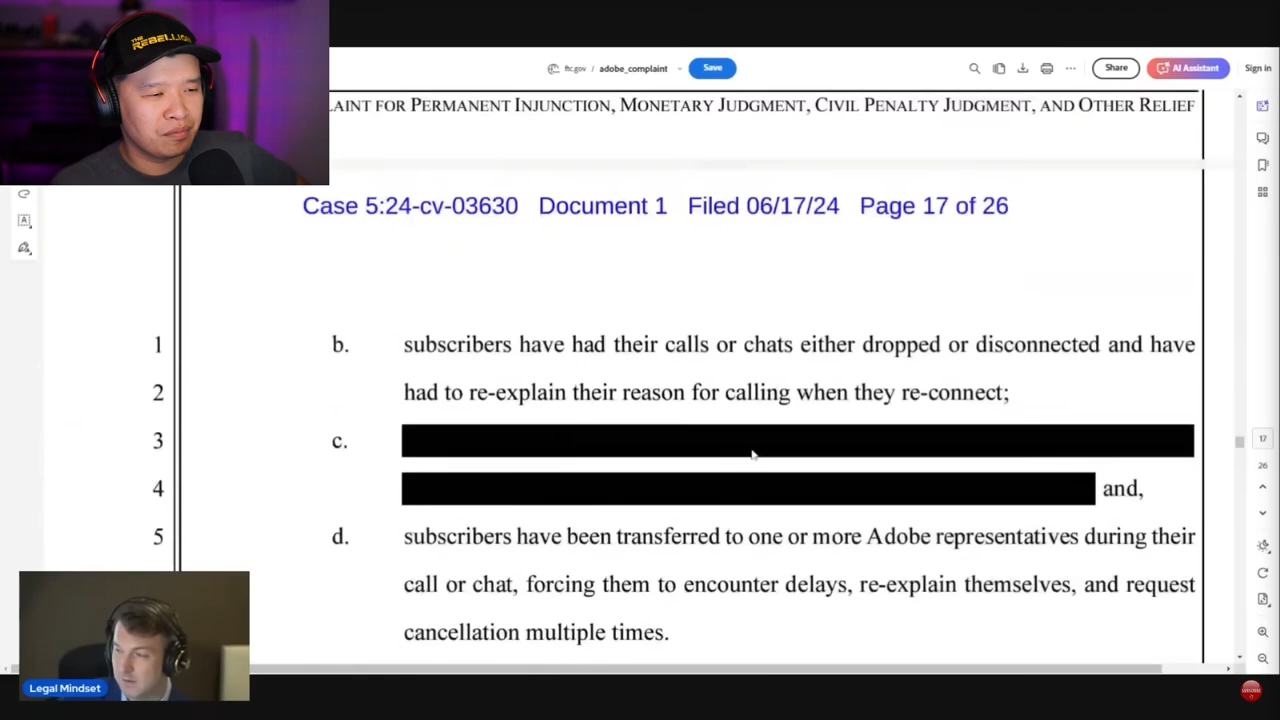 THE
REBELLION
ftc.gov / adobe_complaint
Save
Share
AI Assistant
Sign in
LAINT FOR PERMANENT INJUNCTION, MONETARY JUDGMENT, CIVIL PENALTY JUDGMENT, AND OTHER RELIEF
Case 5:24-cv-03630 Document 1 Filed 06/17/24 Page 17 of 26
1 b. subscribers have had their calls or chats either dropped or disconnected and have
2 had to re-explain their reason for calling when they re-connect;
3 c.
4 and,
5 d. subscribers have been transferred to one or more Adobe representatives during their
call or chat, forcing them to encounter delays, re-explain themselves, and request
cancellation multiple times.
17
26
Legal Mindset